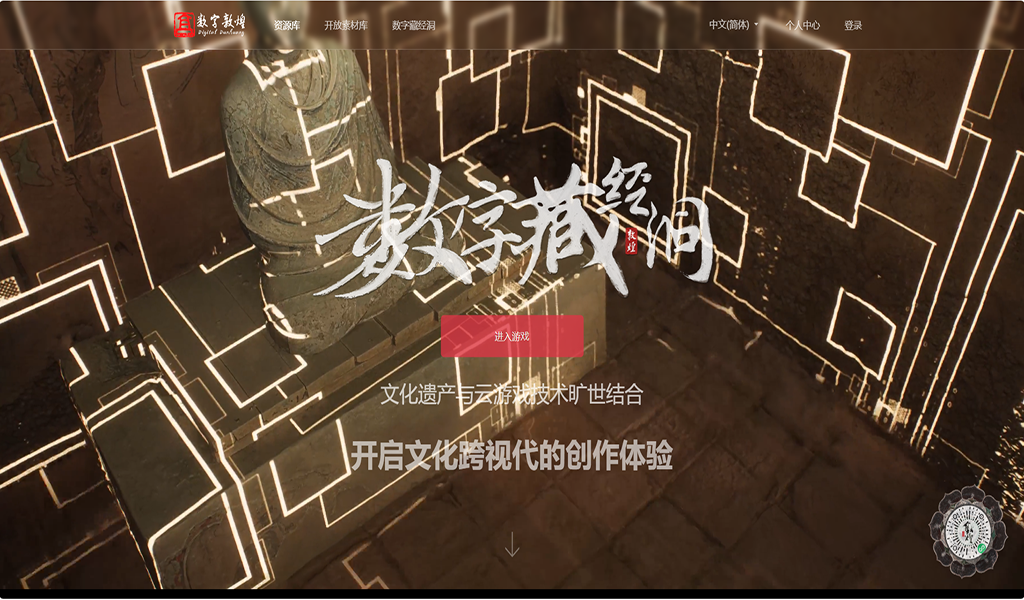 数字敦煌
Digital Dunhuang
资源库
开放素材库
数字藏经洞
中文(简体)
个人中心
登录
数字藏经洞
敦煌
进入游戏
文化遗产与云游戏技术旷世结合
开启文化跨视代的创作体验